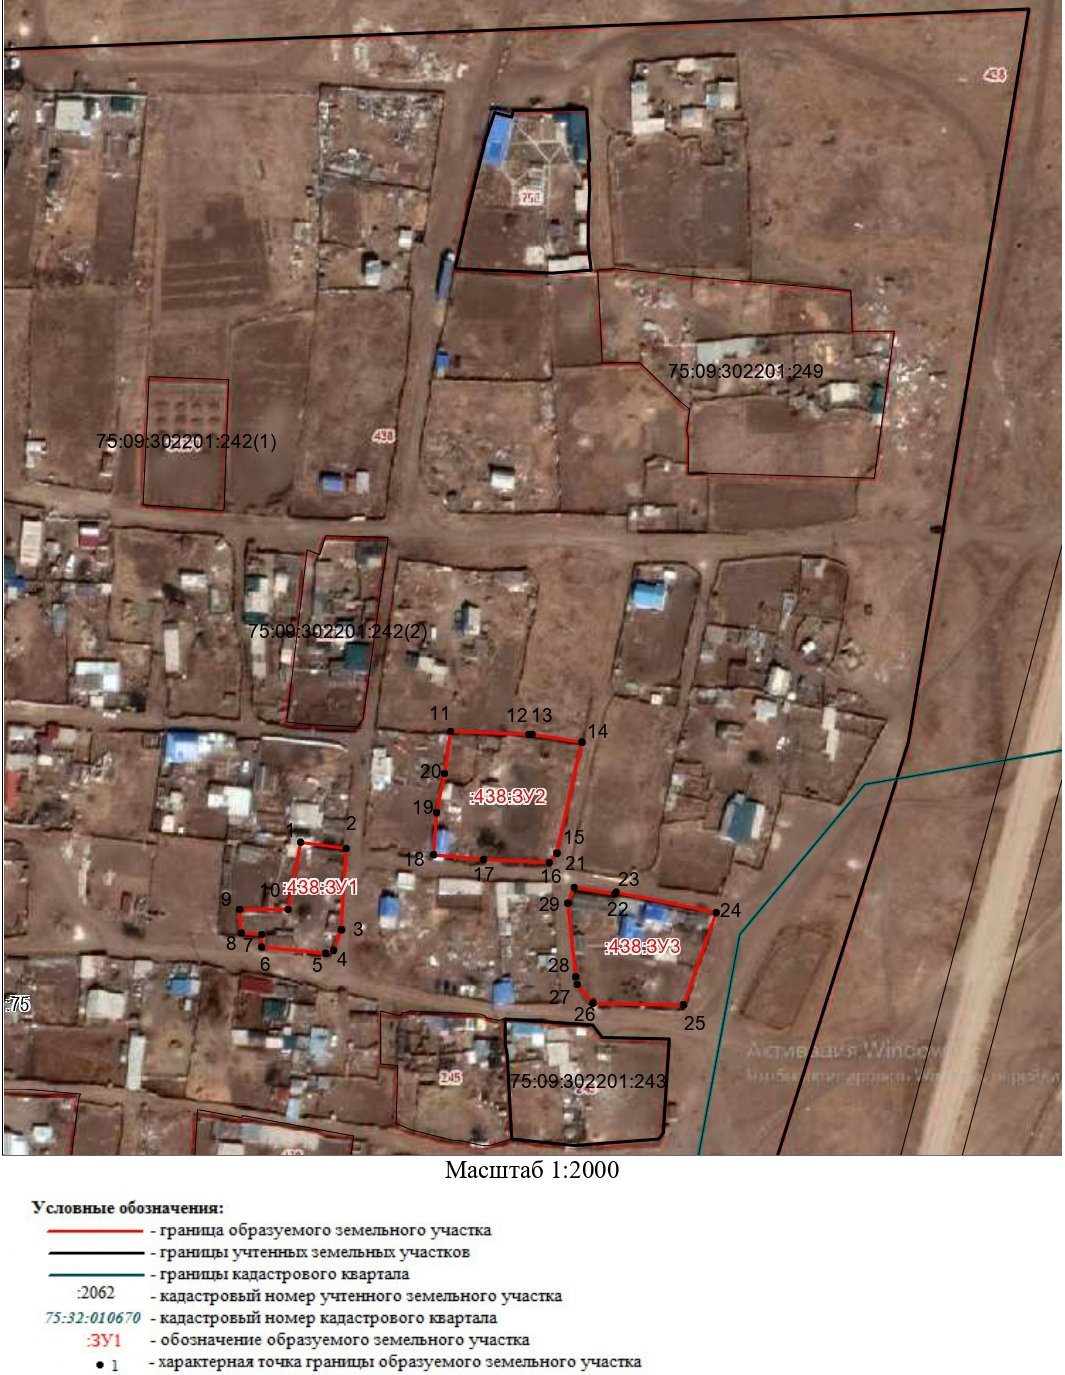 438
752
75:09:302201:249
75:09:302201:242(1)
438
75:09:302201:242(2)
11
12
13
14
20
:438:ЗУ2
19
1
2
15
18
17
16
21
10
:438:ЗУ1
23
9
22
24
29
3
8
7
:438:ЗУ3
4
6
5
28
27
:75
26
25
Активация Windows
245
75:09:302201:243
Масштаб 1:2000
Условные обозначения:
- граница образуемого земельного участка
- границы учтенных земельных участков
- границы кадастрового квартала
:2062 - кадастровый номер учтенного земельного участка
75:32:010670 - кадастровый номер кадастрового квартала
:ЗУ1 - обозначение образуемого земельного участка
1 - характерная точка границы образуемого земельного участка